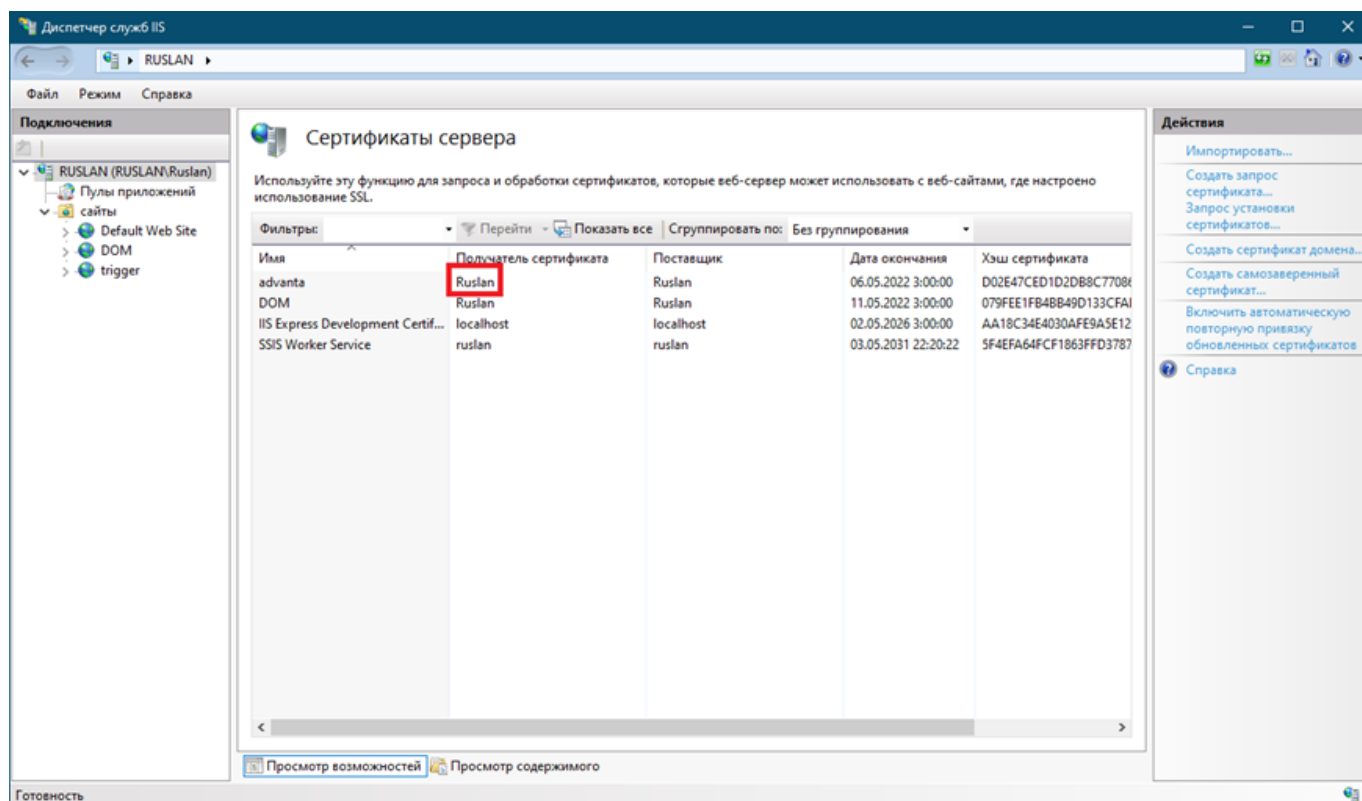 Диспетчер служб IIS
RUSLAN
Файл Режим Справка
Подключения
RUSLAN (RUSLAN\Ruslan)
Пулы приложений
сайты
Default Web Site
DOM
trigger
Сертификаты сервера
Используйте эту функцию для запроса и обработки сертификатов, которые веб-сервер может использовать с веб-сайтами, где настроено
использование SSL.
Фильтры: Перейти Показать все Сгруппировать по: Без группирования
Имя Получатель сертификата Поставщик Дата окончания Хэш сертификата
advanta Ruslan Ruslan 06.05.2022 3:00:00 D02E47CED1D2DB8C77086
DOM Ruslan Ruslan 11.05.2022 3:00:00 079FEE1FB4BB49D133CFAI
IIS Express Development Certif... localhost localhost 02.05.2026 3:00:00 AA18C34E4030AFE9A5E12
SSIS Worker Service ruslan ruslan 03.05.2031 22:20:22 5F4EFA64FCF1863FFD3787
Просмотр возможностей Просмотр содержимого
Действия
Импортировать...
Создать запрос
сертификата...
Запрос установки
сертификатов...
Создать сертификат домена...
Создать самозаверенный
сертификат...
Включить автоматическую
повторную привязку
обновленных сертификатов
Справка
Готовность